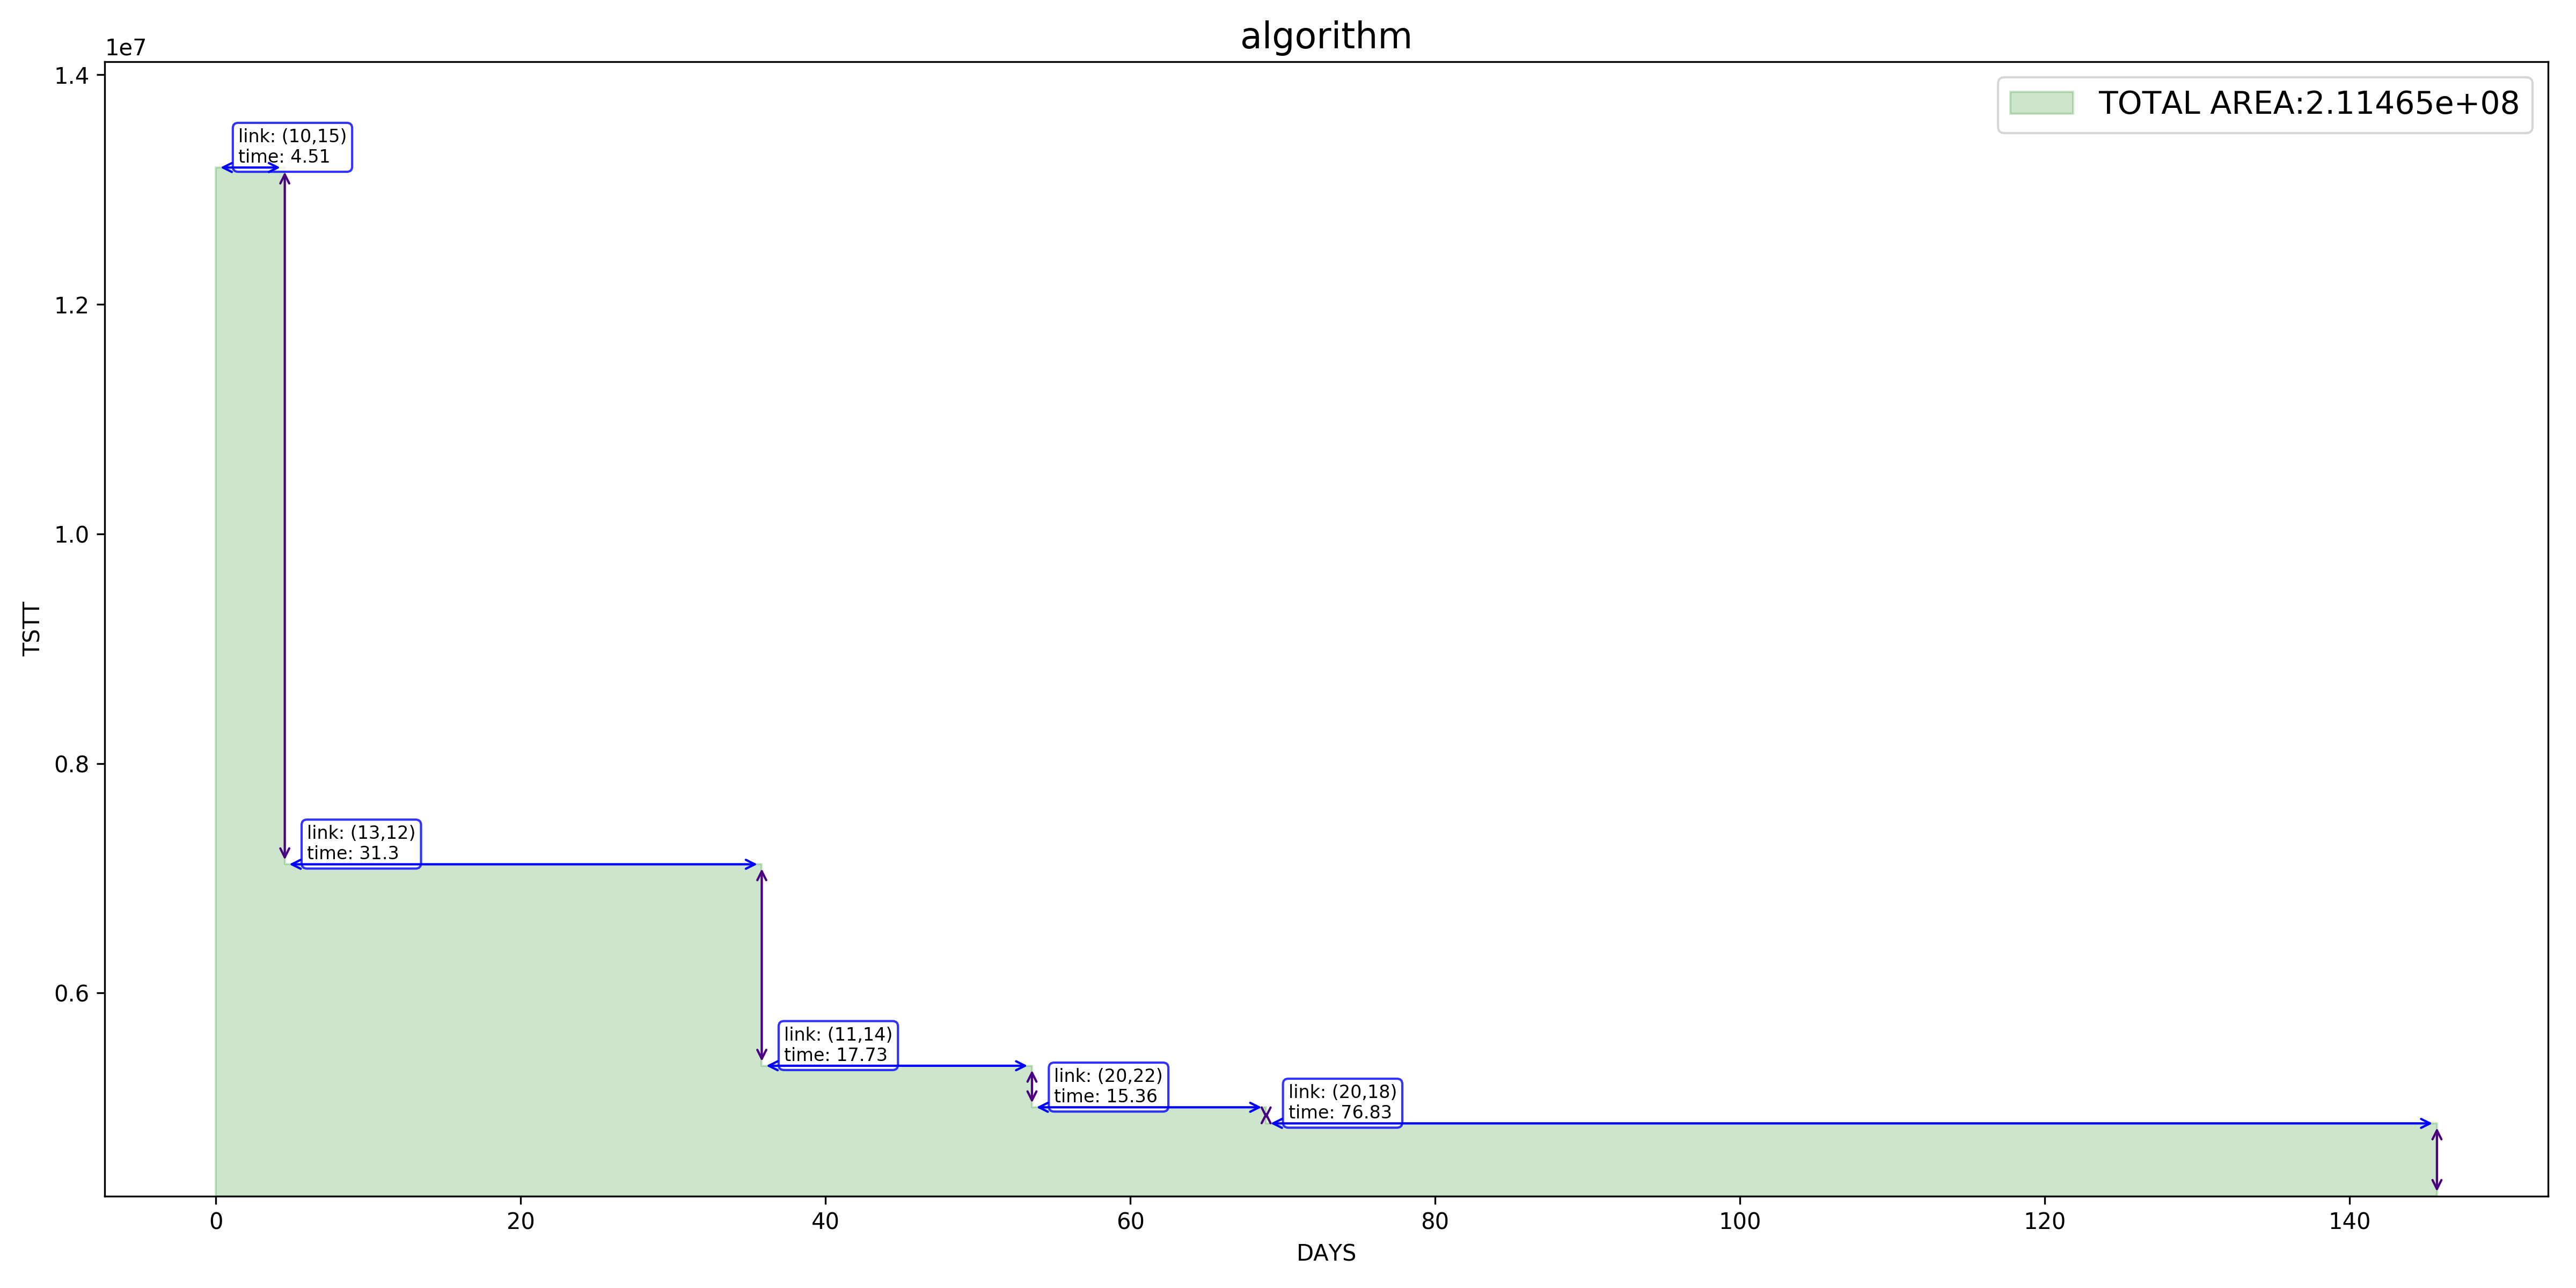 algorithm
1e7
1.4
1.2
1.0
0.8
0.6
TSTT
TOTAL AREA:2.11465e+08
link: (10,15)
time: 4.51
link: (13,12)
time: 31.3
link: (11,14)
time: 17.73
link: (20,22)
time: 15.36
link: (20,18)
time: 76.83
0 20 40 60 80 100 120 140
DAYS